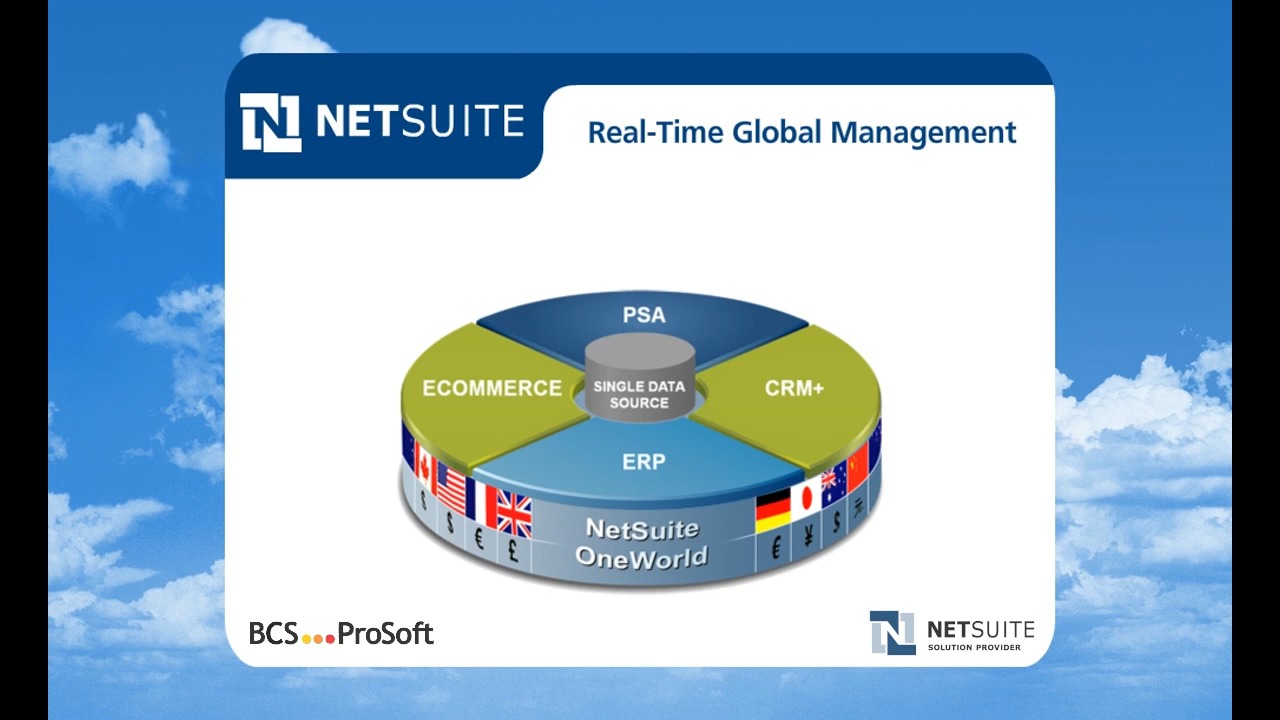 NETSUITE
Real-Time Global Management
PSA
ECOMMERCE
SINGLE DATA
SOURCE
CRM+
ERP
NetSuite
OneWorld
$ $ € £
€ ¥ $ 元
BCS...ProSoft
NETSUITE
SOLUTION PROVIDER